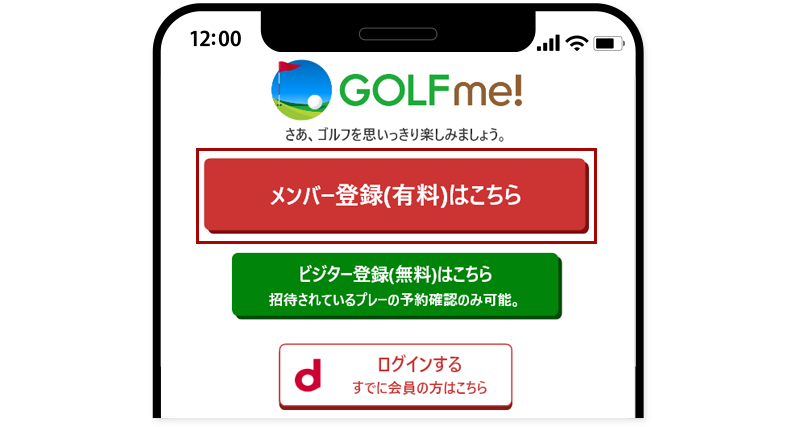 12:00
GOLFme!
さあ、ゴルフを思いっきり楽しみましょう。
メンバー登録(有料)はこちら
ビジター登録(無料)はこちら
招待されているプレーの予約確認のみ可能。
d
ログインする
すでに会員の方はこちら